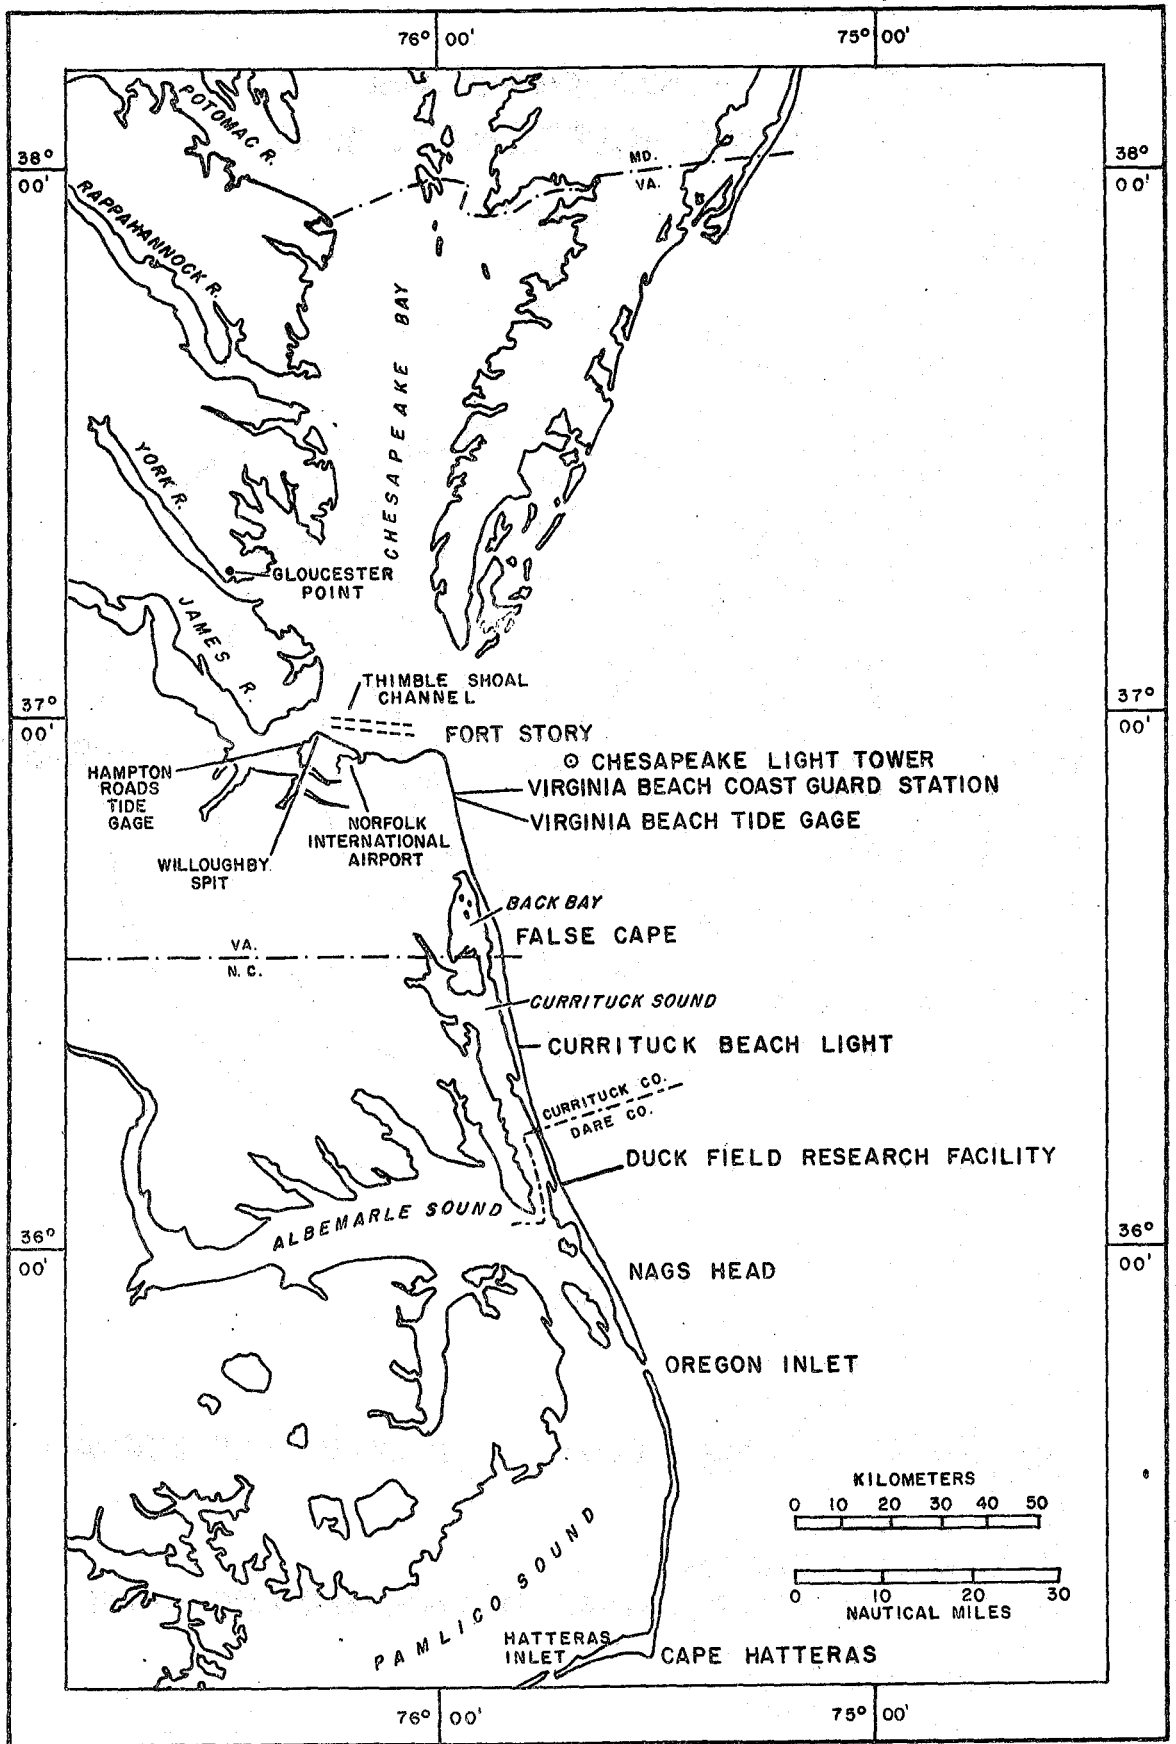 76° 00'
75° 00'
POTOMAC R.
38° 00'
MD.
VA.
38° 00'
RAPPAHANNOCK R.
CHESAPEAKE BAY
YORK R.
GLOUCESTER
POINT
JAMES R.
THIMBLE SHOAL
CHANNEL
37° 00'
37° 00'
FORT STORY
CHESAPEAKE LIGHT TOWER
HAMPTON
ROADS
TIDE
GAGE
VIRGINIA BEACH COAST GUARD STATION
VIRGINIA BEACH TIDE GAGE
NORFOLK
INTERNATIONAL
AIRPORT
WILLOUGHBY
SPIT
BACK BAY
FALSE CAPE
VA.
N.C.
CURRITUCK SOUND
CURRITUCK BEACH LIGHT
CURRITUCK CO.
DARE CO.
DUCK FIELD RESEARCH FACILITY
ALBEMARLE SOUND
36° 00'
36° 00'
NAGS HEAD
OREGON INLET
KILOMETERS
0 10 20 30 40 50
0 10 20 30
NAUTICAL MILES
PAMLICO SOUND
HATTERAS
INLET
CAPE HATTERAS
76° 00'
75° 00'